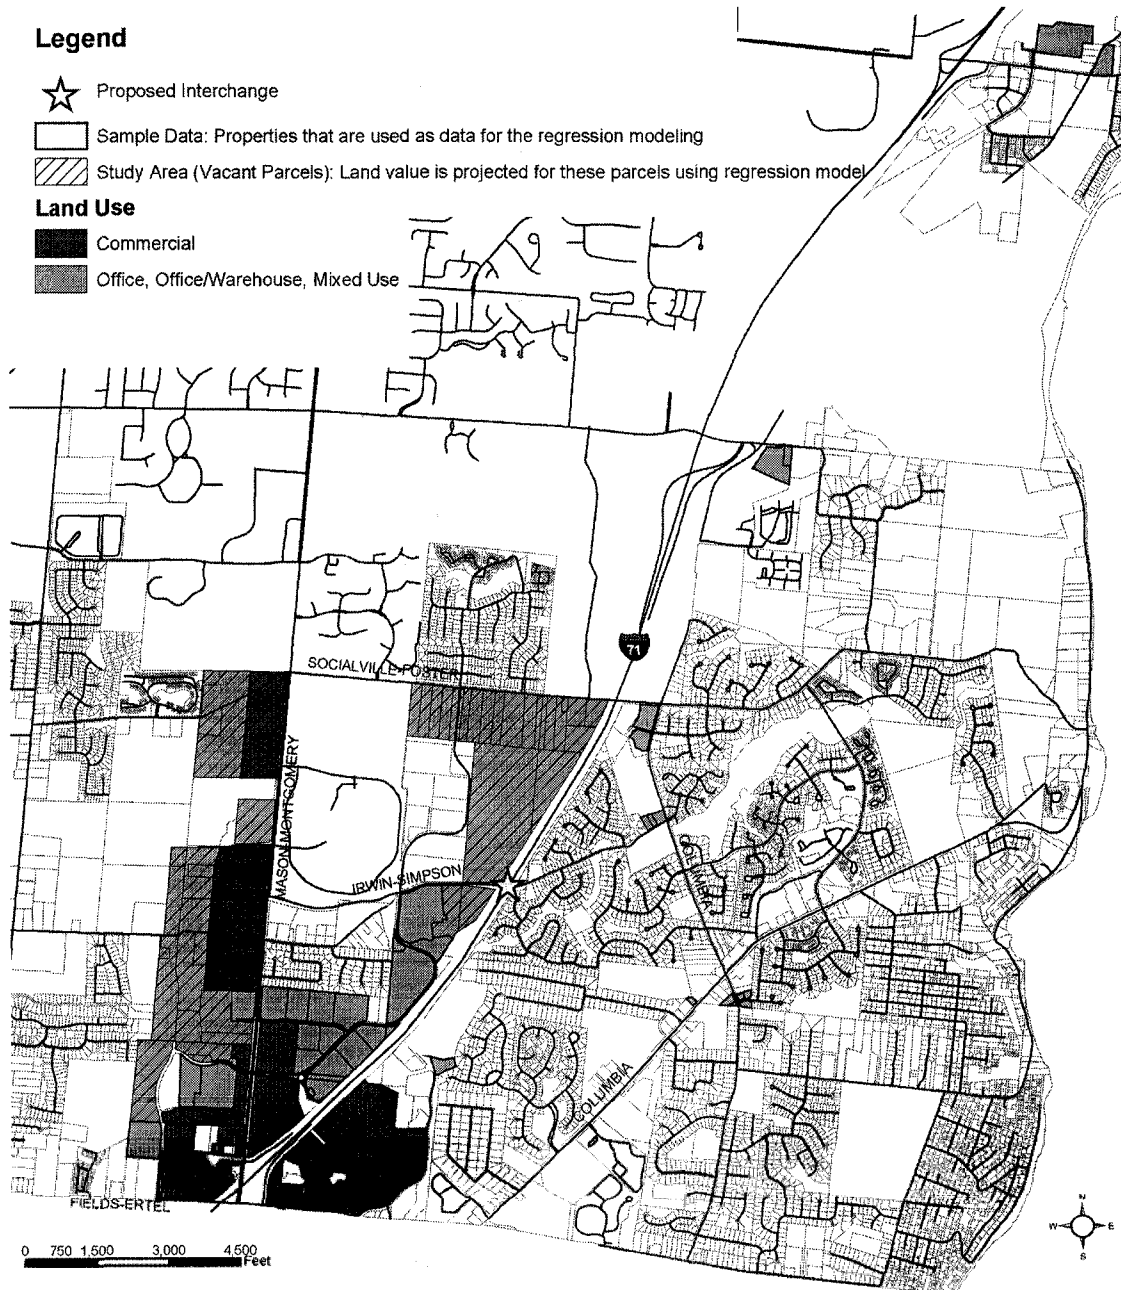 Legend
Proposed Interchange
Sample Data: Properties that are used as data for the regression modeling
Study Area (Vacant Parcels): Land value is projected for these parcels using regression model
Land Use
Commercial
Office, Office/Warehouse, Mixed Use
71
SOCIALVILLE-FOSTER
MASON-MONTGOMERY
IRWIN-SIMPSON
COLUMBIA
COLUMBIA
FIELDS-ERTEL
N
W E
S
0 750 1,500 3,000 4,500
Feet